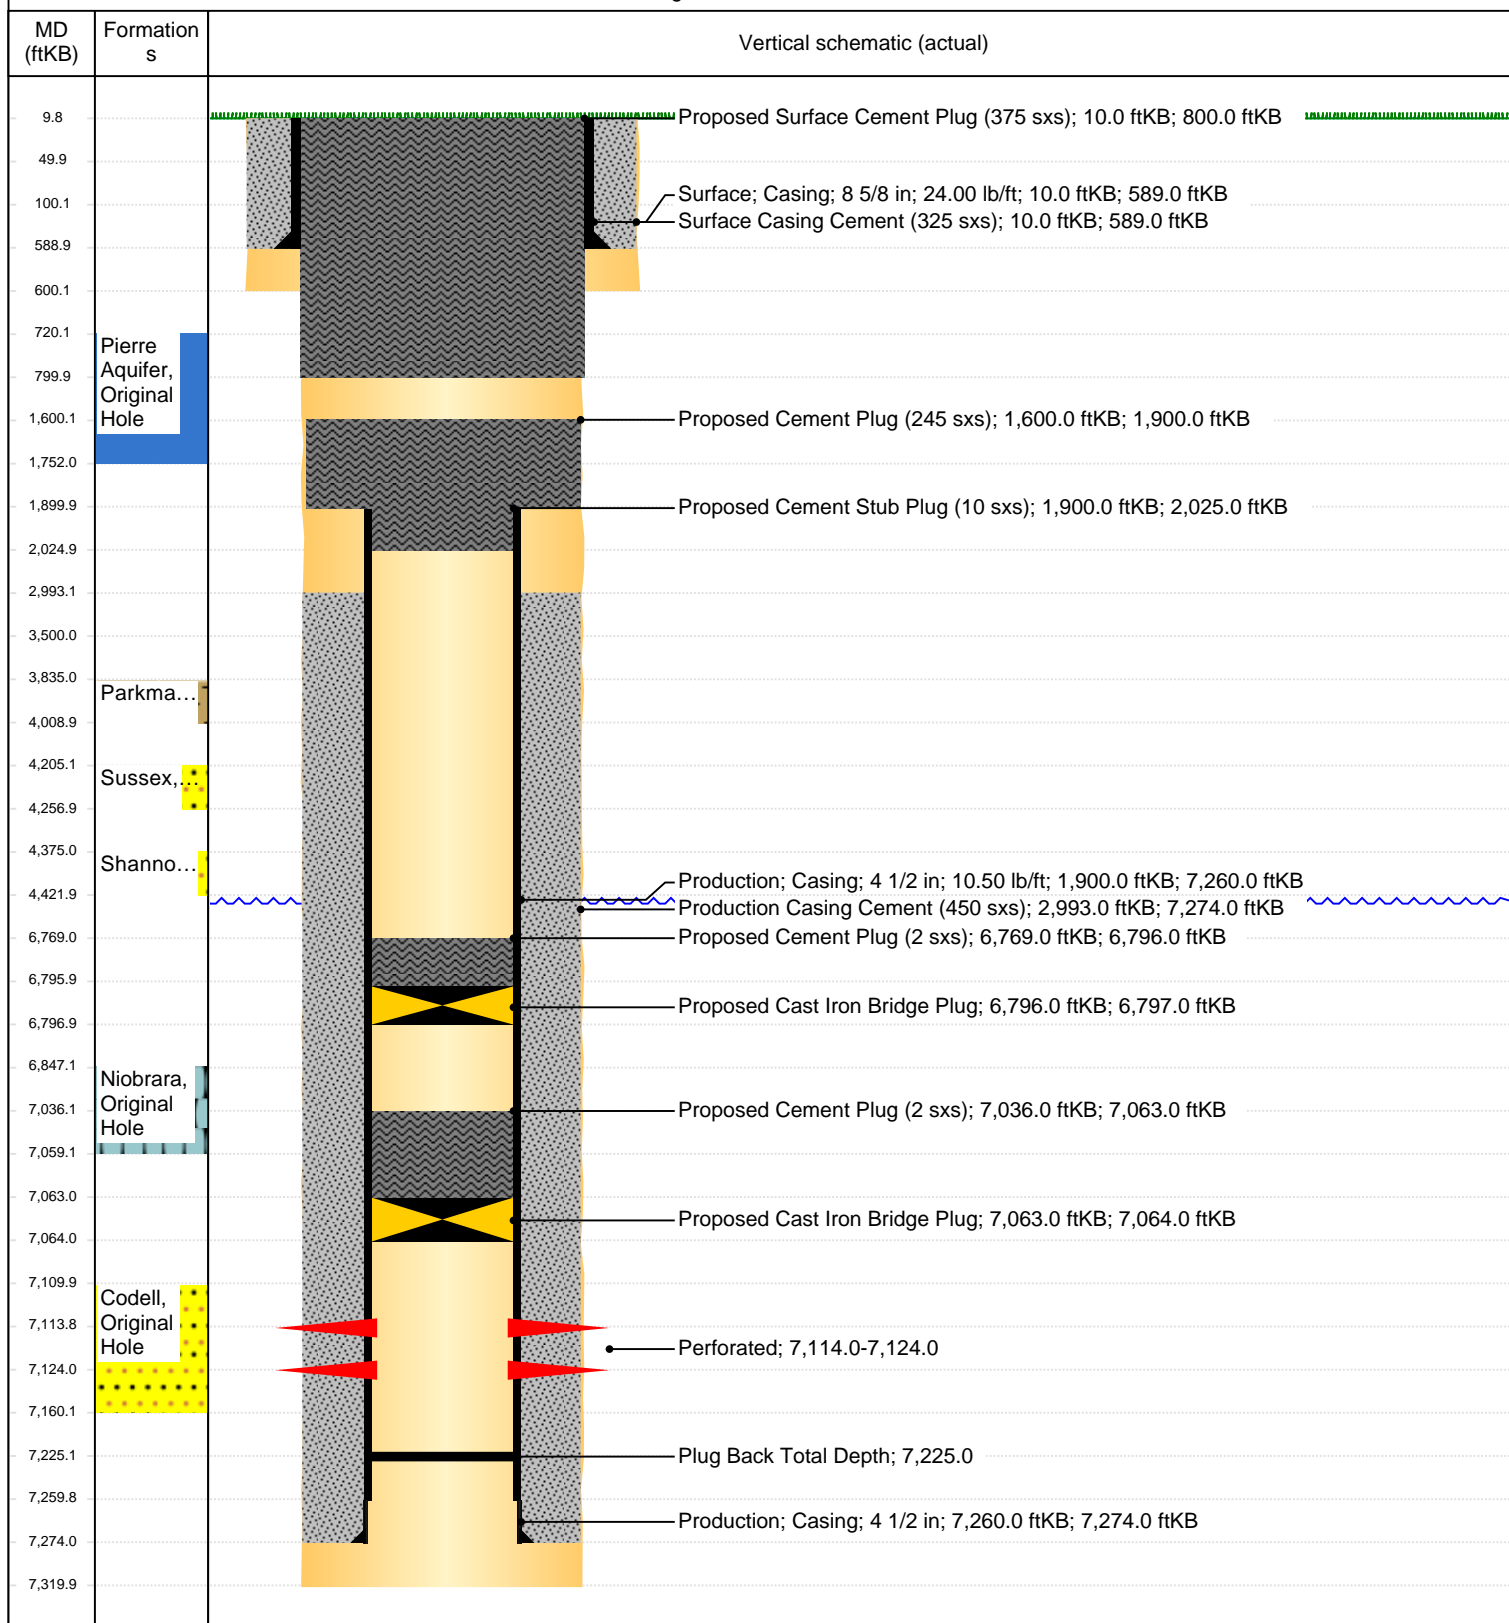 MD
(ftKB)
Formation
s
Vertical schematic (actual)
9.8
Proposed Surface Cement Plug (375 sxs); 10.0 ftKB; 800.0 ftKB
49.9
Surface; Casing; 8 5/8 in; 24.00 lb/ft; 10.0 ftKB; 589.0 ftKB
100.1
Surface Casing Cement (325 sxs); 10.0 ftKB; 589.0 ftKB
588.9
600.1
720.1
Pierre
Aquifer,
Original
Hole
799.9
1,600.1
Proposed Cement Plug (245 sxs); 1,600.0 ftKB; 1,900.0 ftKB
1,752.0
1,899.9
Proposed Cement Stub Plug (10 sxs); 1,900.0 ftKB; 2,025.0 ftKB
2,024.9
2,993.1
3,500.0
3,835.0
Parkma…
4,008.9
4,205.1
Sussex,…
4,256.9
4,375.0
Shanno…
Production; Casing; 4 1/2 in; 10.50 lb/ft; 1,900.0 ftKB; 7,260.0 ftKB
4,421.9
Production Casing Cement (450 sxs); 2,993.0 ftKB; 7,274.0 ftKB
6,769.0
Proposed Cement Plug (2 sxs); 6,769.0 ftKB; 6,796.0 ftKB
6,795.9
Proposed Cast Iron Bridge Plug; 6,796.0 ftKB; 6,797.0 ftKB
6,796.9
6,847.1
Niobrara,
Original
Hole
7,036.1
Proposed Cement Plug (2 sxs); 7,036.0 ftKB; 7,063.0 ftKB
7,059.1
7,063.0
Proposed Cast Iron Bridge Plug; 7,063.0 ftKB; 7,064.0 ftKB
7,064.0
7,109.9
Codell,
Original
Hole
7,113.8
Perforated; 7,114.0-7,124.0
7,124.0
7,160.1
7,225.1
Plug Back Total Depth; 7,225.0
7,259.8
Production; Casing; 4 1/2 in; 7,260.0 ftKB; 7,274.0 ftKB
7,274.0
7,319.9